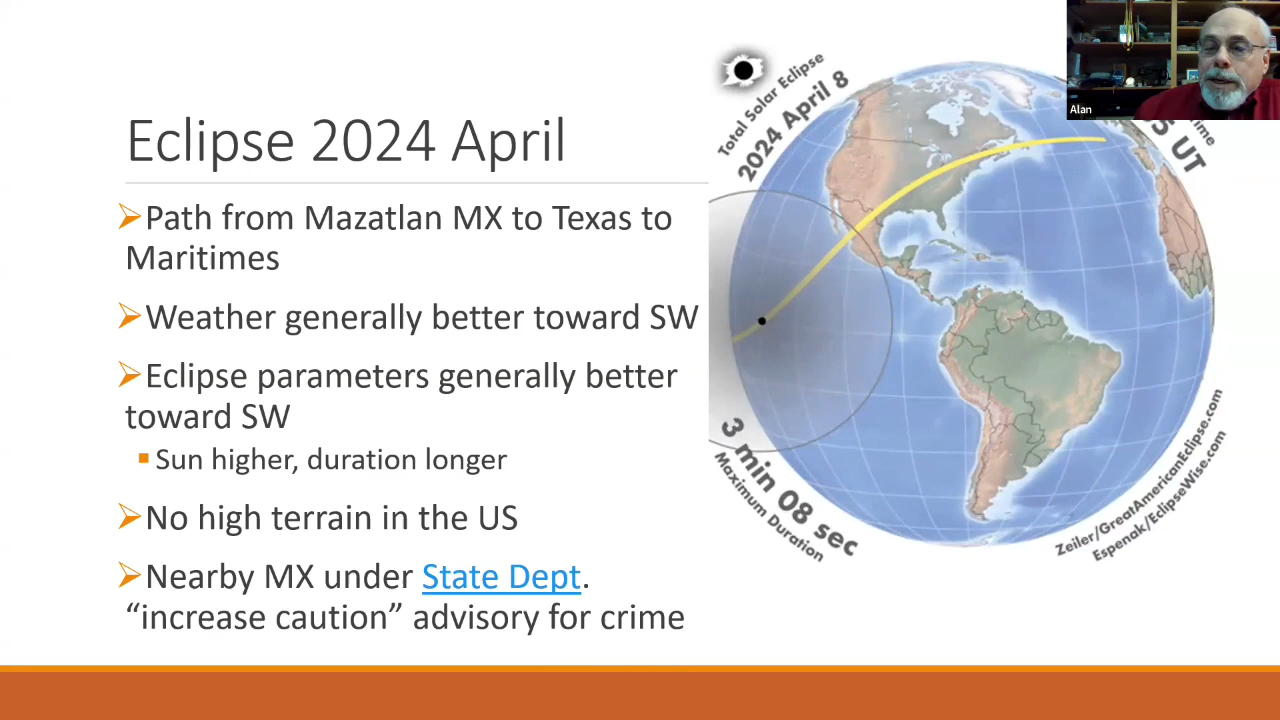 Eclipse 2024 April
Path from Mazatlan MX to Texas to
Maritimes
Weather generally better toward SW
Eclipse parameters generally better
toward SW
Sun higher, duration longer
No high terrain in the US
Nearby MX under State Dept.
“increase caution” advisory for crime
Total Solar Eclipse
2024 April 8
5 UT
3 min 08 sec
Maximum Duration
Zeiler/GreatAmericanEclipse.com
Espenak/EclipseWise.com
Alan